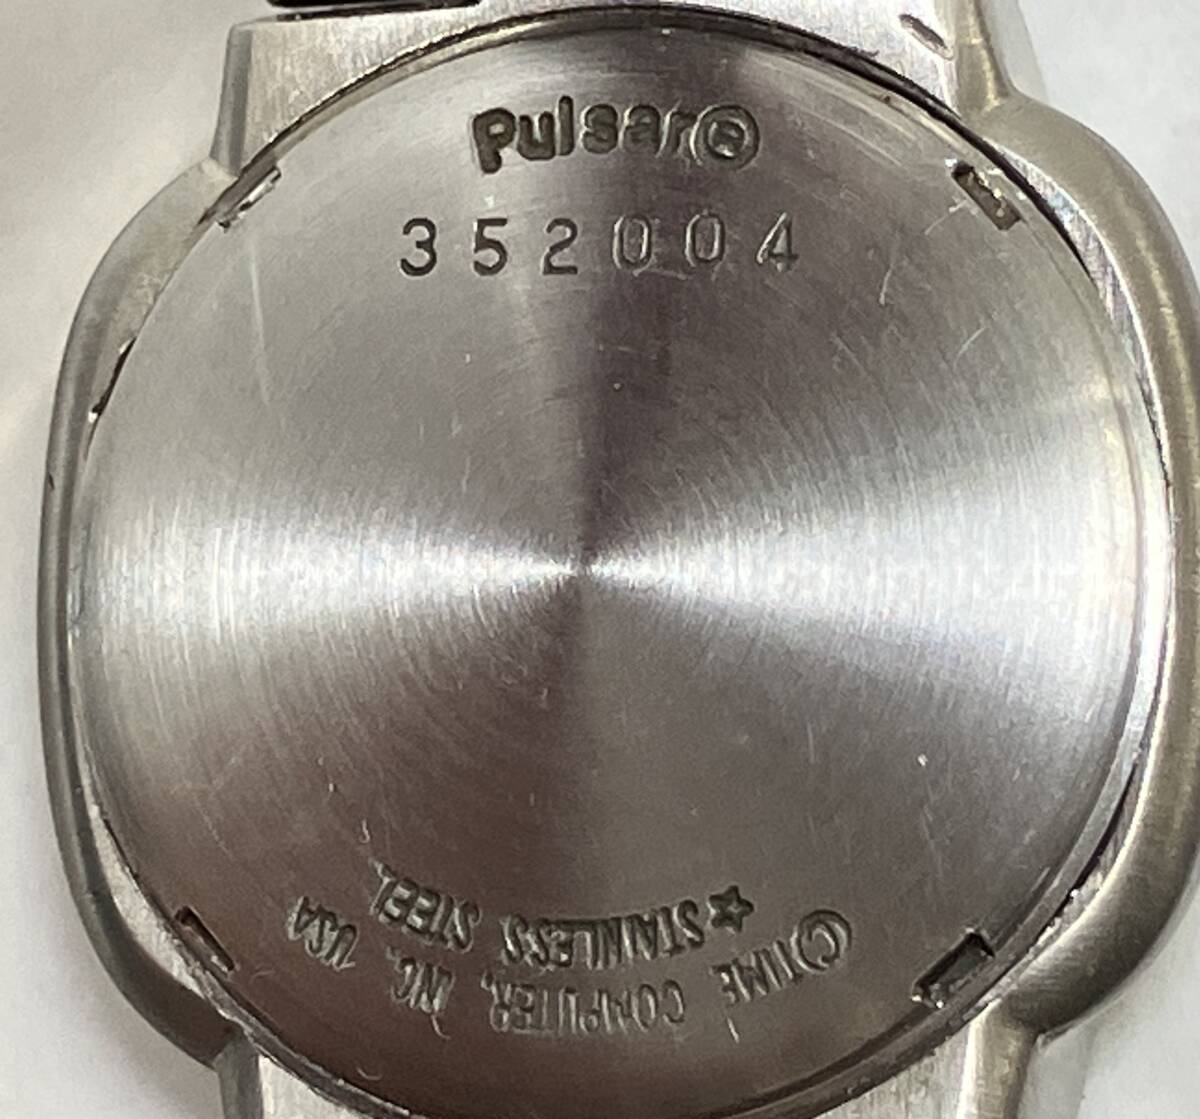 Pulsar®
352004
★ STAINLESS STEEL.
©TIME COMPUTER, INC. USA